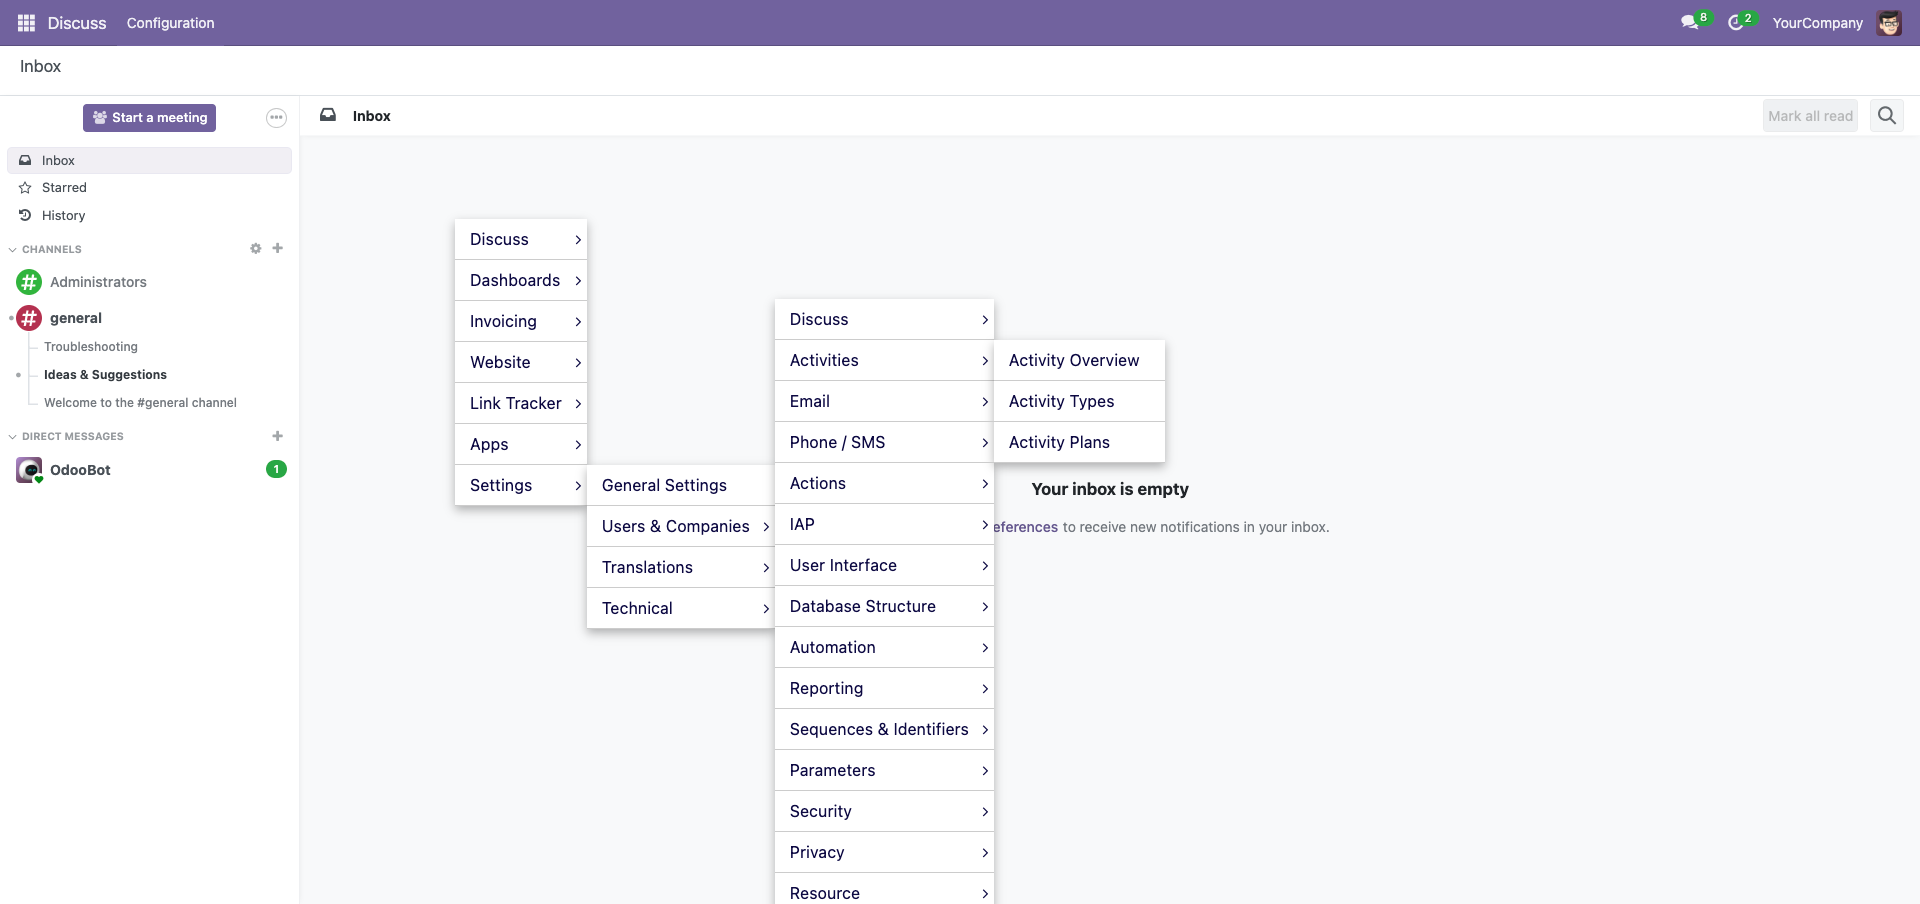 Discuss
Configuration
8
2
YourCompany
Inbox
Start a meeting
Inbox
Mark all read
Inbox
Starred
History
CHANNELS
Administrators
general
Troubleshooting
Ideas & Suggestions
Welcome to the #general channel
DIRECT MESSAGES
OdooBot
1
Discuss
Dashboards
Invoicing
Website
Link Tracker
Apps
Settings
General Settings
Users & Companies
Translations
Technical
Discuss
Activities
Email
Phone / SMS
Actions
IAP
User Interface
Database Structure
Automation
Reporting
Sequences & Identifiers
Parameters
Security
Privacy
Resource
Activity Overview
Activity Types
Activity Plans
Your inbox is empty
eferences to receive new notifications in your inbox.